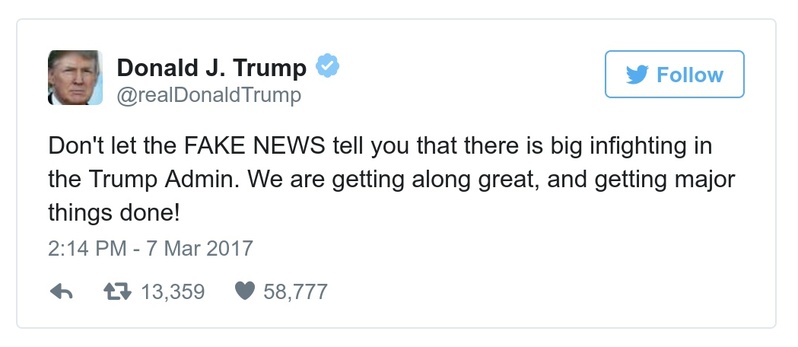 Donald J. Trump
@realDonaldTrump
Follow
Don't let the FAKE NEWS tell you that there is big infighting in
the Trump Admin. We are getting along great, and getting major
things done!
2:14 PM - 7 Mar 2017
13,359 58,777